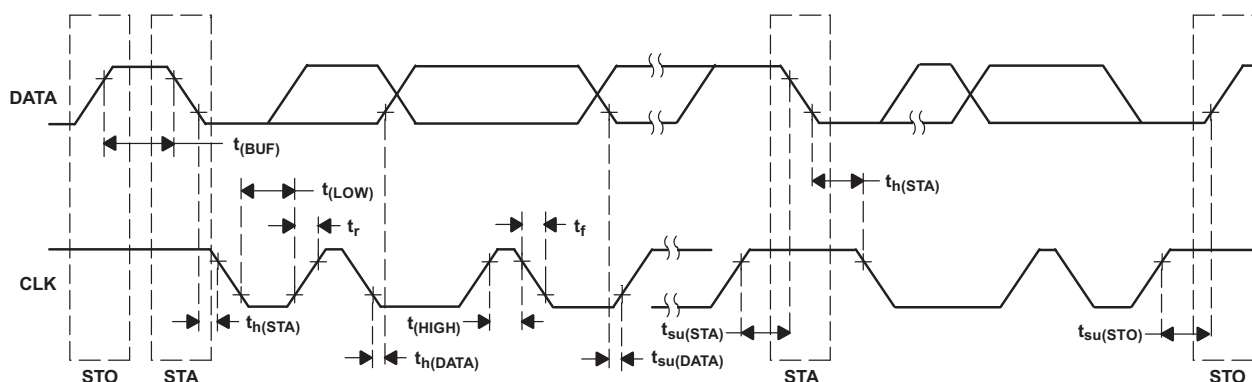 DATA
t(BUF)
t(LOW)
tr
tf
th(STA)
CLK
th(STA)
th(DATA)
t(HIGH)
tsu(DATA)
tsu(STA)
tsu(STO)
STO
STA
STA
STO